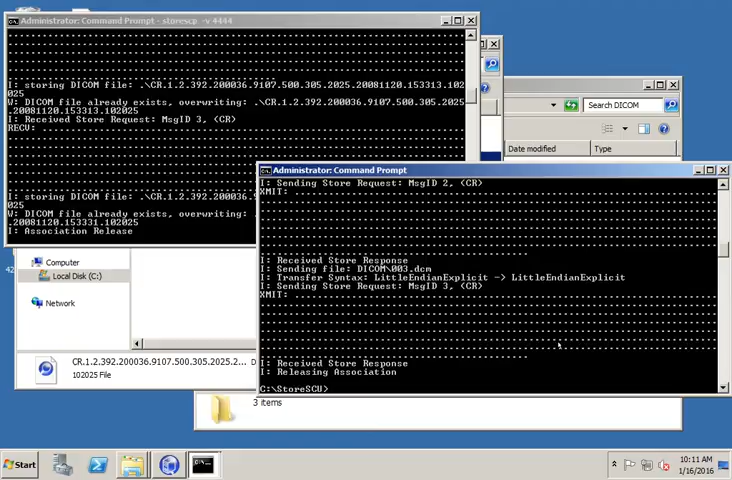 Administrator: Command Prompt - storescp -v 4444
I: storing DICOM file: .\CR.1.2.392.200036.9107.500.305.2025.20081120.153313.102
025
W: DICOM file already exists, overwriting: .\CR.1.2.392.200036.9107.500.305.2025
.20081120.153313.102025
I: Received Store Request: MsgID 3, (CR)
RECV:
I: storing DICOM file: .\CR.1.2.392.200036.9
025
W: DICOM file already exists, overwriting: .
.20081120.153331.102025
I: Association Release
Search DICOM
Date modified
Type
Administrator: Command Prompt
I: Sending Store Request: MsgID 2, (CR)
XMIT:
I: Received Store Response
I: Sending file: DICOM\003.dcm
I: Transfer Syntax: LittleEndianExplicit -> LittleEndianExplicit
I: Sending Store Request: MsgID 3, (CR)
XMIT:
I: Received Store Response
I: Releasing Association
C:\StoreSCU>
Computer
Local Disk (C:)
Network
42
CR.1.2.392.200036.9107.500.305.2025.2...
102025 File
3 items
Start
10:11 AM
1/16/2016